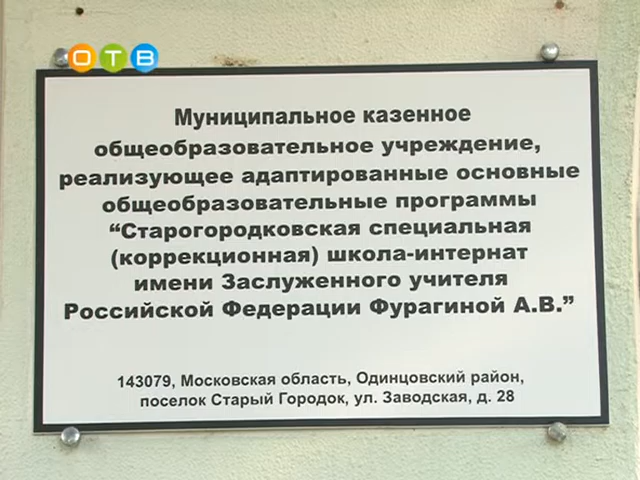 ОТВ
Муниципальное казенное
общеобразовательное учреждение,
реализующее адаптированные основные
общеобразовательные программы
“Старогородковская специальная
(коррекционная) школа-интернат
имени Заслуженного учителя
Российской Федерации Фурагиной А.В.”
143079, Московская область, Одинцовский район,
поселок Старый Городок, ул. Заводская, д. 28